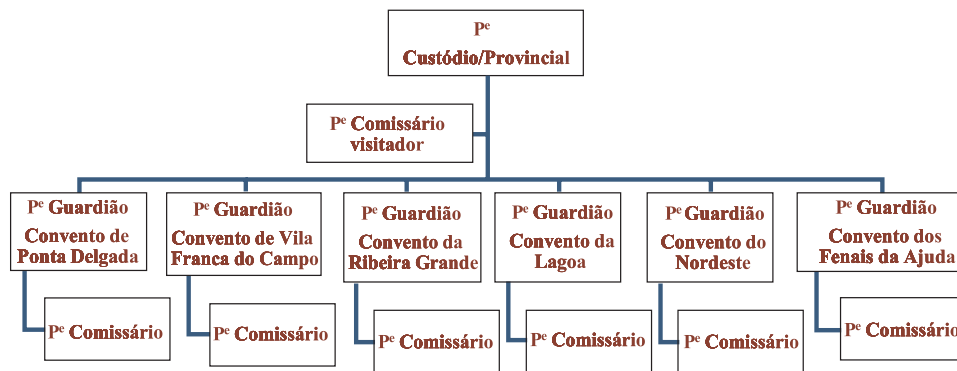 Pᵉ
Custódio/Provincial
Pᵉ Comissário
visitador
Pᵉ Guardião
Convento de
Ponta Delgada
Pᵉ Guardião
Convento de Vila
Franca do Campo
Pᵉ Guardião
Convento da
Ribeira Grande
Pᵉ Guardião
Convento da
Lagoa
Pᵉ Guardião
Convento do
Nordeste
Pᵉ Guardião
Convento dos
Fenais da Ajuda
Pᵉ Comissário
Pᵉ Comissário
Pᵉ Comissário
Pᵉ Comissário
Pᵉ Comissário
Pᵉ Comissário